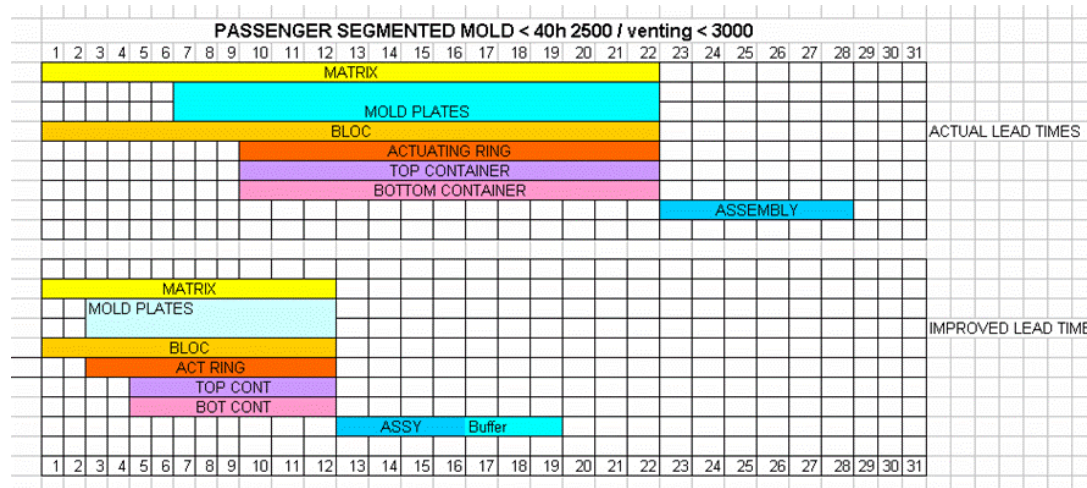 PASSENGER SEGMENTED MOLD < 40h 2500 / venting < 3000
1 2 3 4 5 6 7 8 9 10 11 12 13 14 15 16 17 18 19 20 21 22 23 24 25 26 27 28 29 30 31
MATRIX
MOLD PLATES
BLOC
ACTUAL LEAD TIMES
ACTUATING RING
TOP CONTAINER
BOTTOM CONTAINER
ASSEMBLY
MATRIX
MOLD PLATES
IMPROVED LEAD TIME
BLOC
ACT RING
TOP CONT
BOT CONT
ASSY Buffer
1 2 3 4 5 6 7 8 9 10 11 12 13 14 15 16 17 18 19 20 21 22 23 24 25 26 27 28 29 30 31